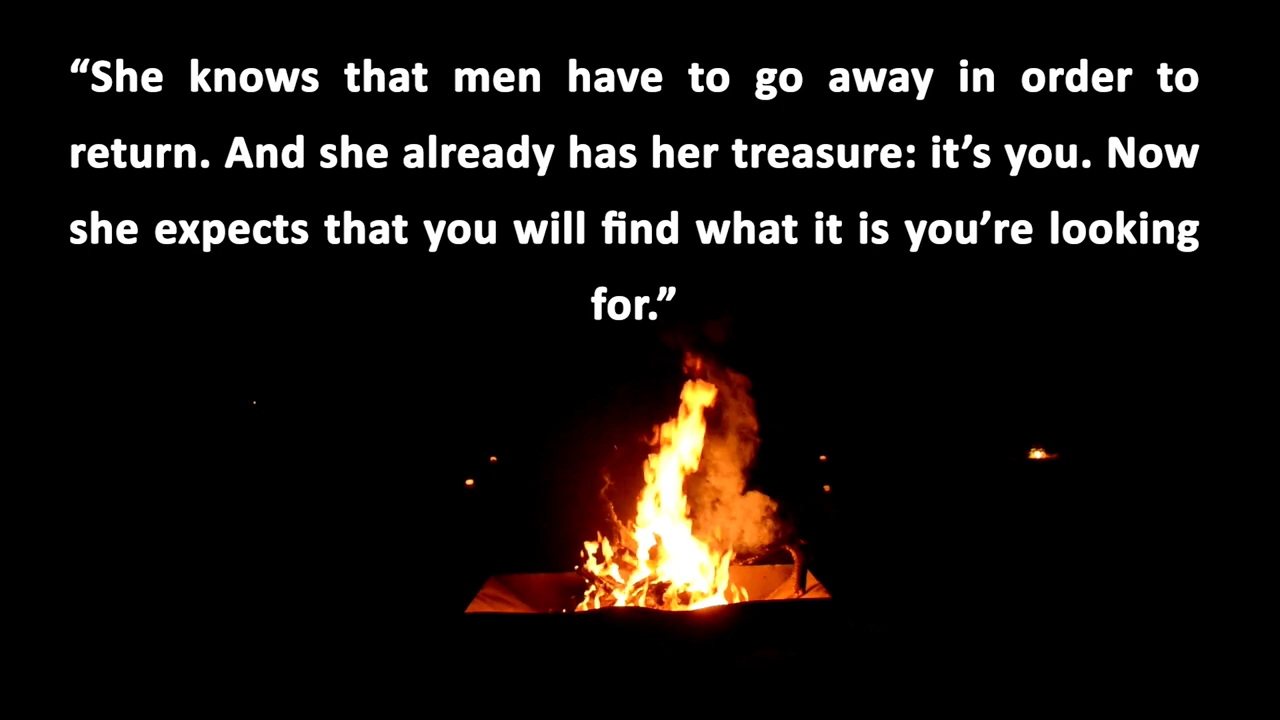 “She knows that men have to go away in order to
return. And she already has her treasure: it’s you. Now
she expects that you will find what it is you’re looking
for.”